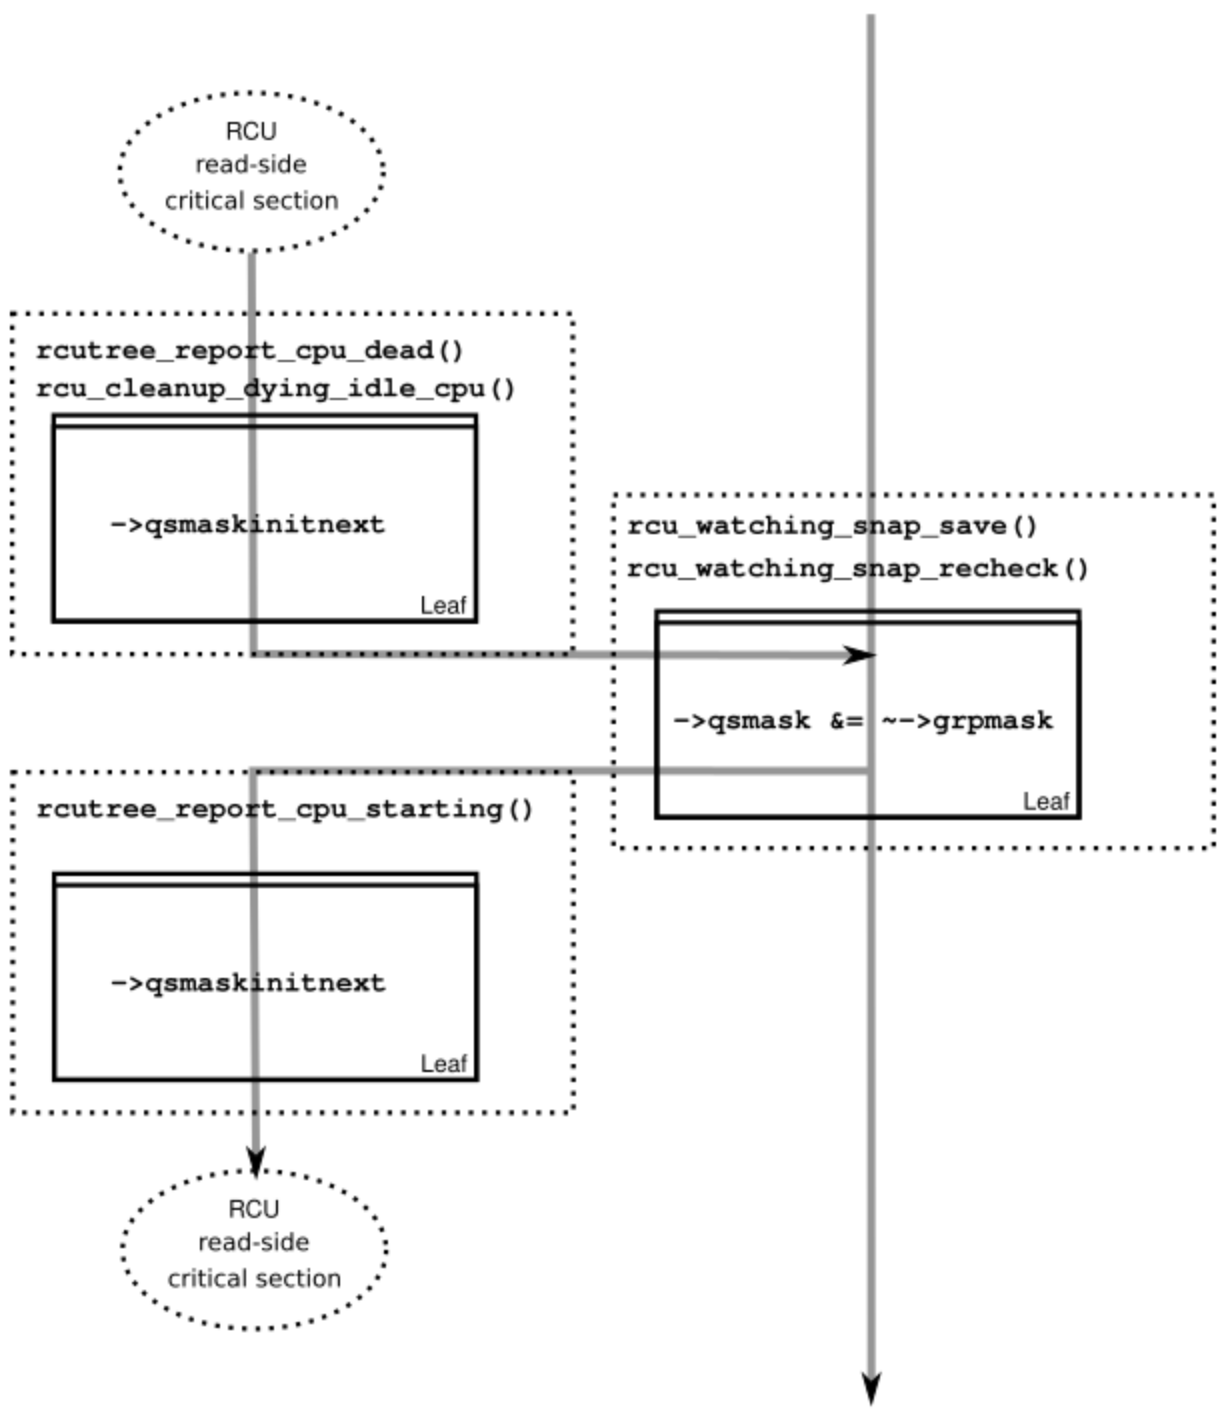 RCU
read-side
critical section
rcutree_report_cpu_dead()
rcu_cleanup_dying_idle_cpu()
->qsmaskinitnext
Leaf
rcu_watching_snap_save()
rcu_watching_snap_recheck()
->qsmask &= ~->grpmask
Leaf
rcutree_report_cpu_starting()
->qsmaskinitnext
Leaf
RCU
read-side
critical section